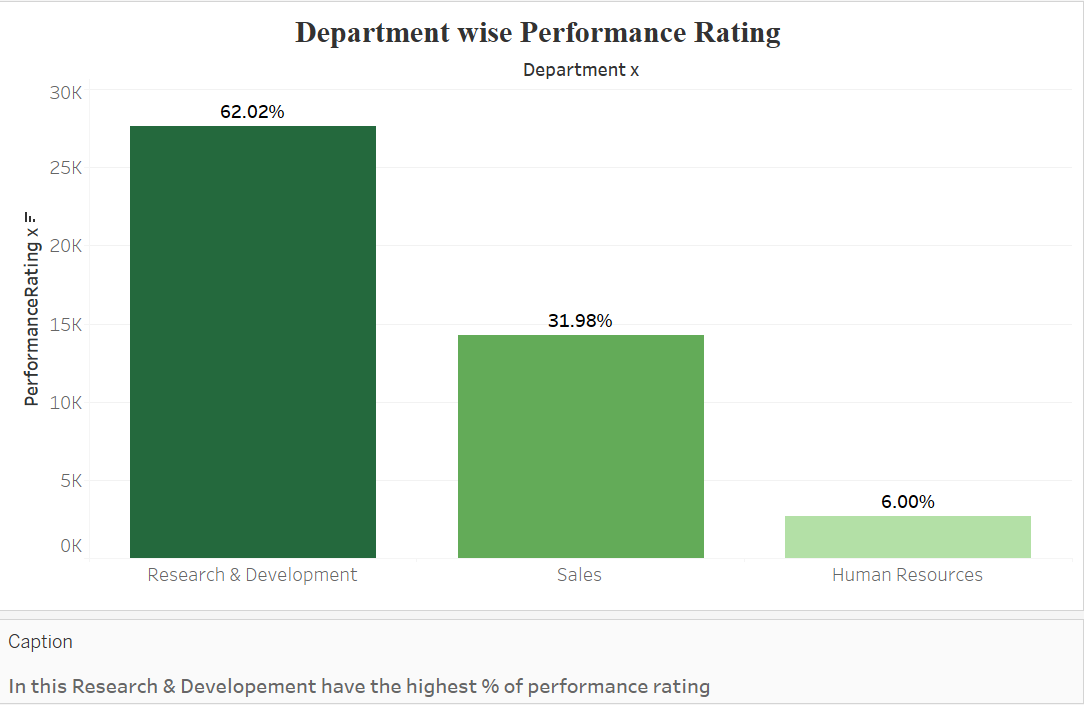 Department wise Performance Rating
Department x
30K
62.02%
25K
20K
PerformanceRating x
31.98%
15K
10K
5K
6.00%
0K
Research & Development
Sales
Human Resources
Caption
In this Research & Developement have the highest % of performance rating